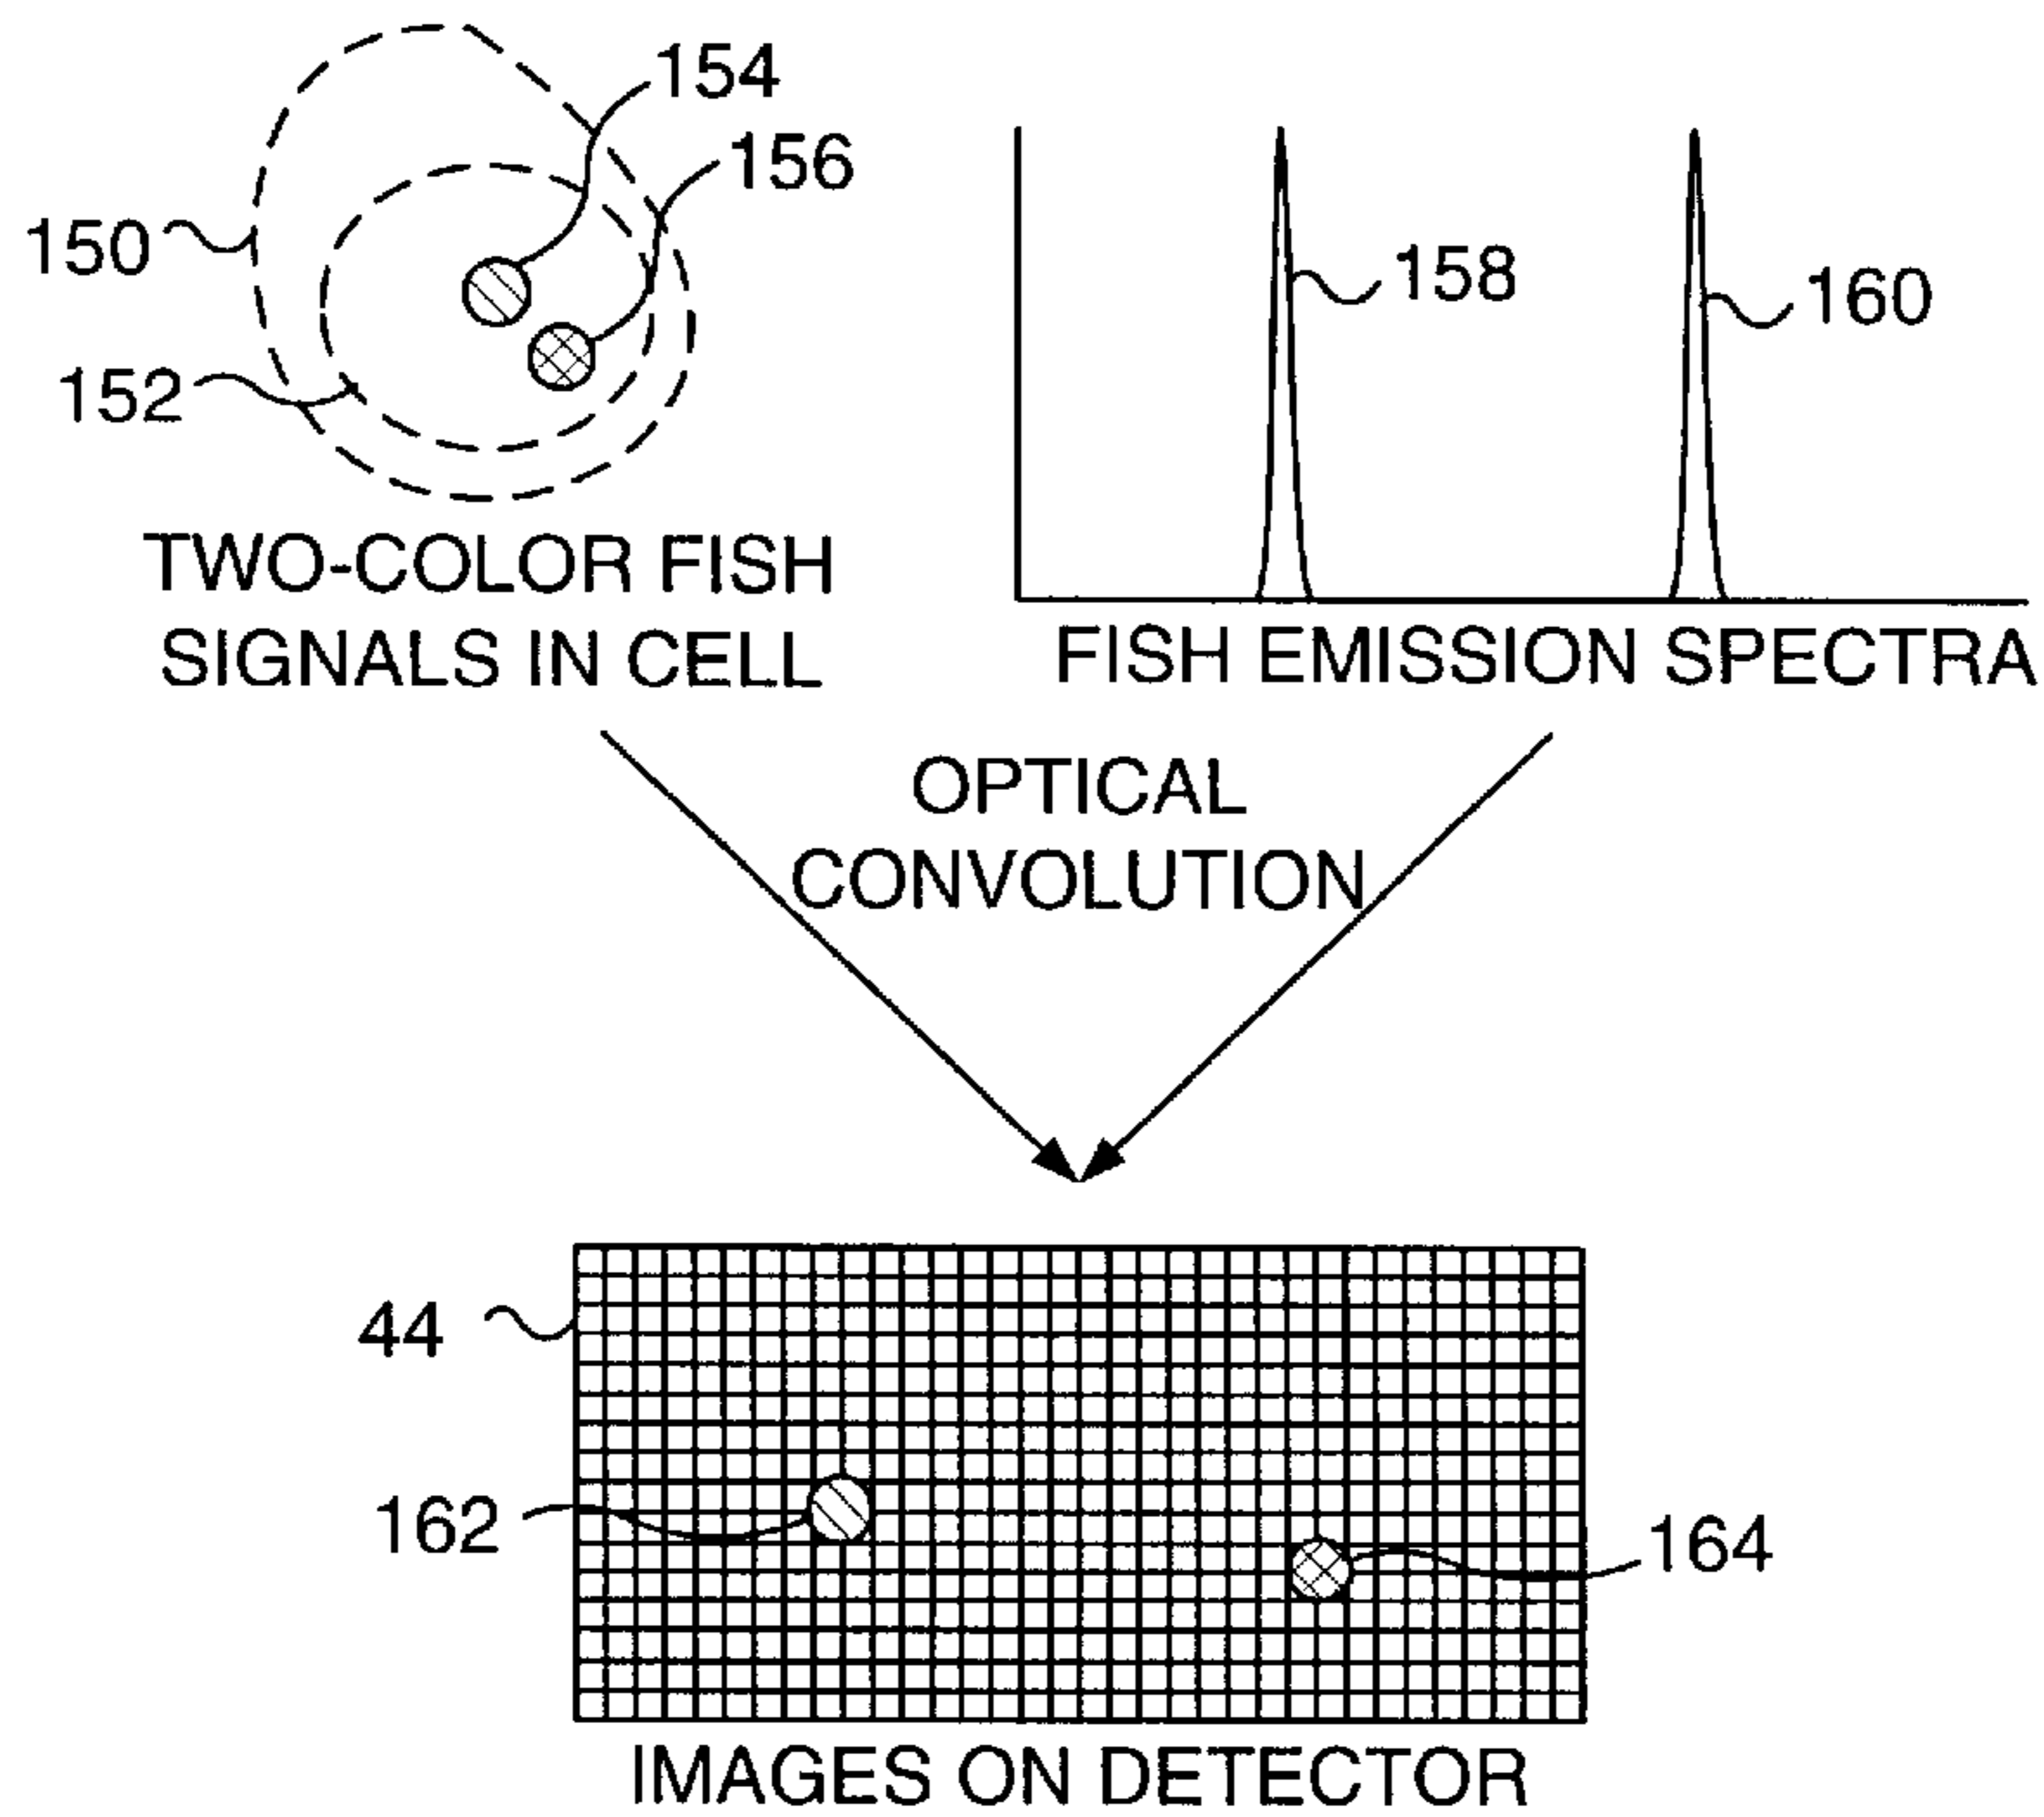 154
156
150
152
158
160
TWO-COLOR FISH
SIGNALS IN CELL
FISH EMISSION SPECTRA
OPTICAL
CONVOLUTION
44
162
164
IMAGES ON DETECTOR